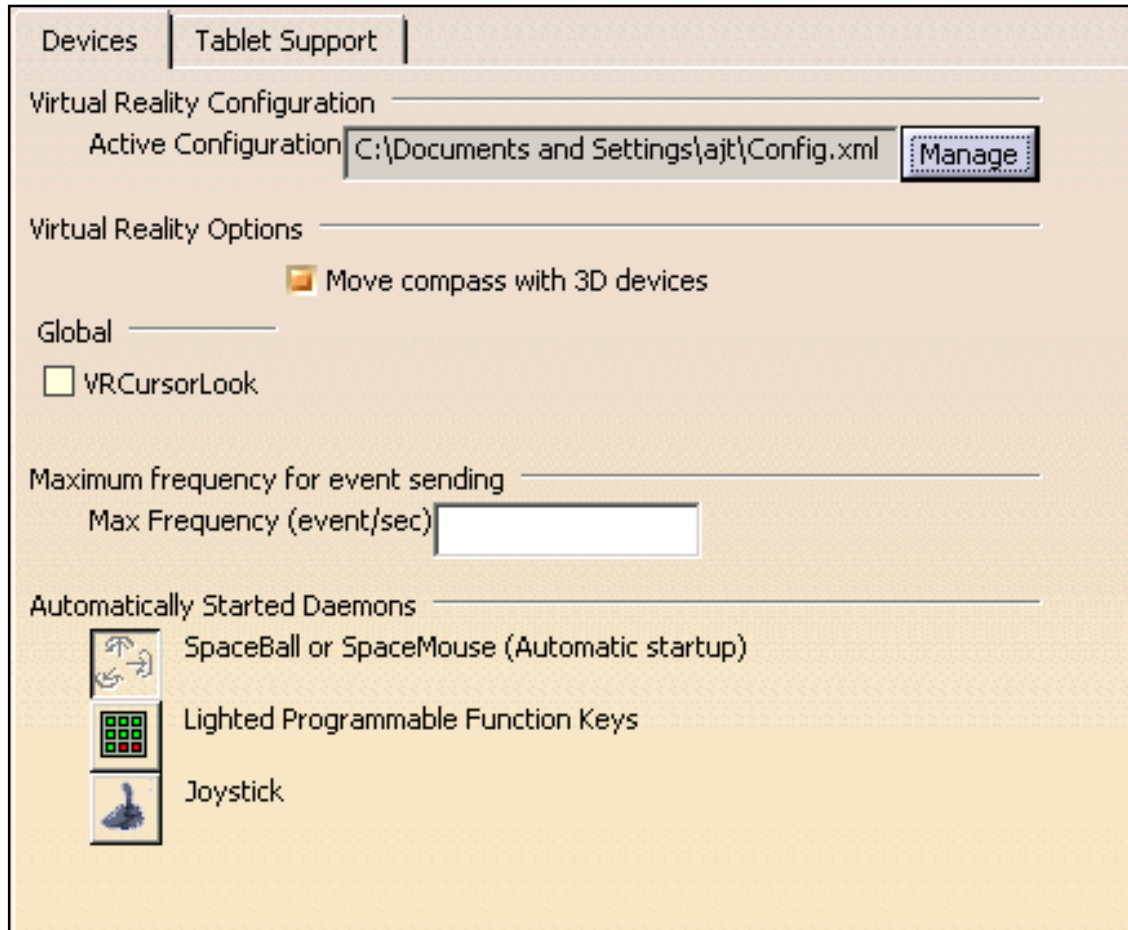 Devices Tablet Support
Virtual Reality Configuration
Active Configuration C:\Documents and Settings\ajt\Config.xml Manage
Virtual Reality Options
Move compass with 3D devices
Global
VRCursorLook
Maximum frequency for event sending
Max Frequency (event/sec)
Automatically Started Daemons
SpaceBall or SpaceMouse (Automatic startup)
Lighted Programmable Function Keys
Joystick